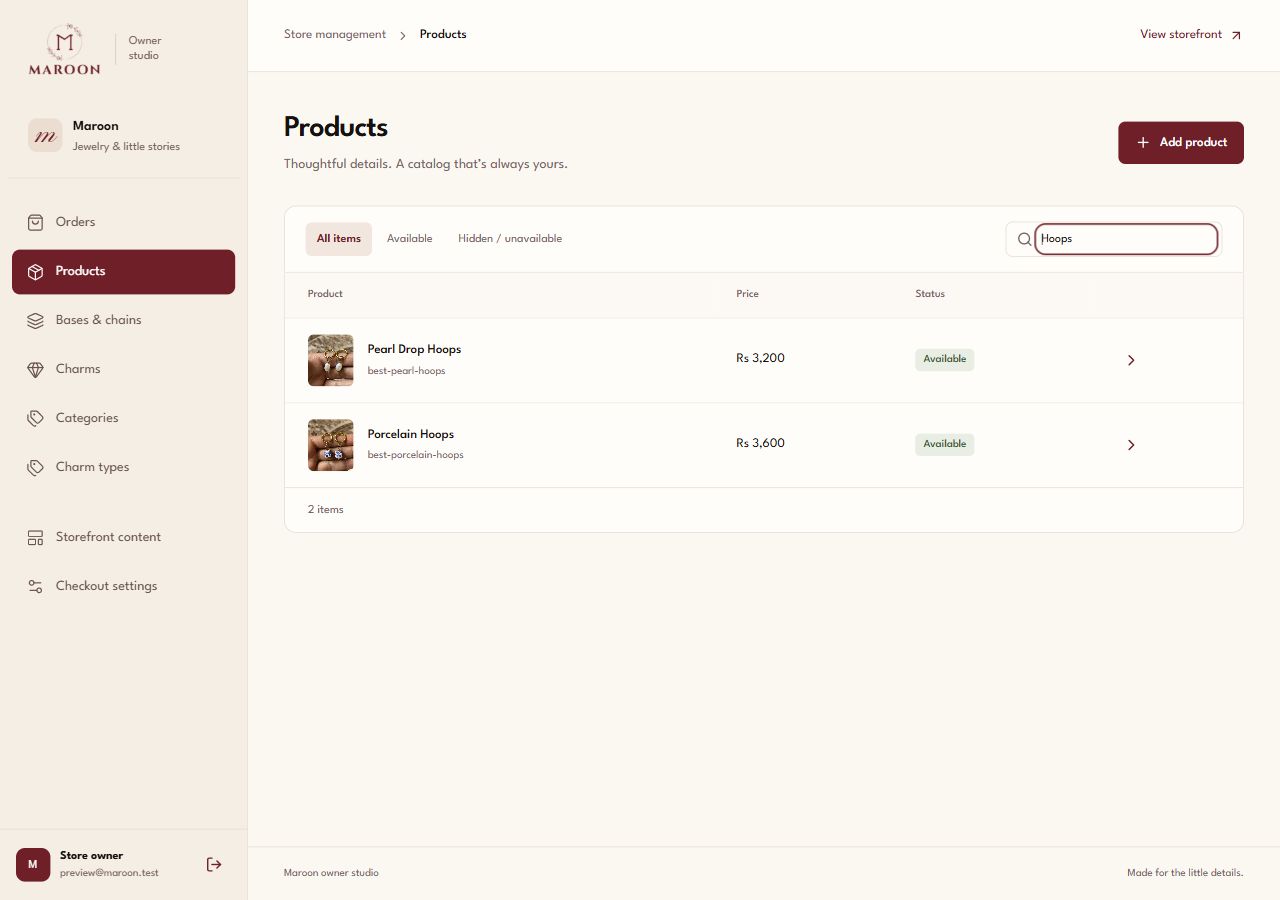 M
MAROON
Owner
studio
Store management > Products
View storefront
m
Maroon
Jewelry & little stories
Orders
Products
Bases & chains
Charms
Categories
Charm types
Storefront content
Checkout settings
M
Store owner
preview@maroon.test
Products
Thoughtful details. A catalog that's always yours.
Add product
All items
Available
Hidden / unavailable
Hoops
Product
Price
Status
Pearl Drop Hoops
best-pearl-hoops
Rs 3,200
Available
Porcelain Hoops
best-porcelain-hoops
Rs 3,600
Available
2 items
Maroon owner studio
Made for the little details.